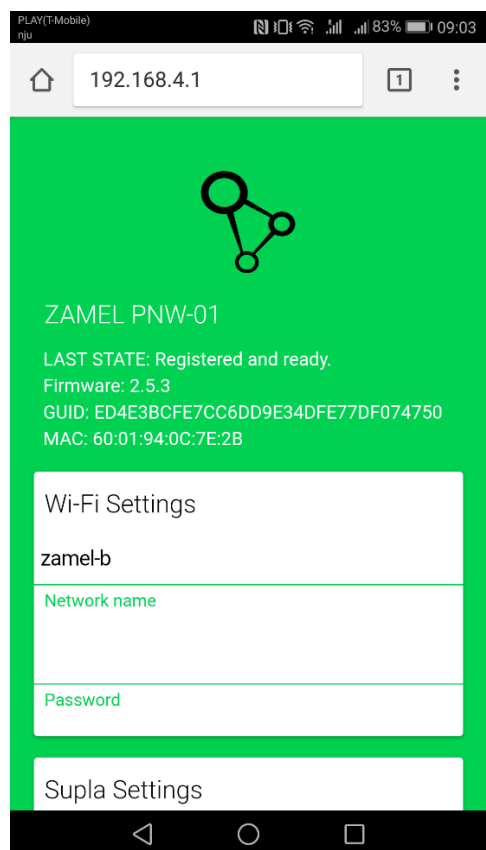 PLAY(T-Mobile)
nju
83% 09:03
192.168.4.1
1
ZAMEL PNW-01
LAST STATE: Registered and ready.
Firmware: 2.5.3
GUID: ED4E3BCFE7CC6DD9E34DFE77DF074750
MAC: 60:01:94:0C:7E:2B
Wi-Fi Settings
zamel-b
Network name
Password
Supla Settings